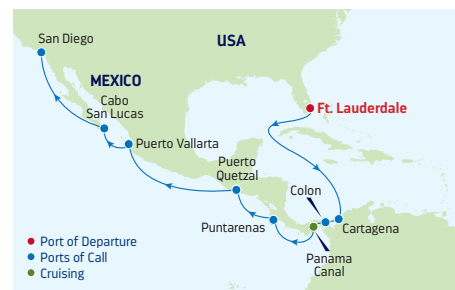 San Diego
USA
MEXICO
Cabo
San Lucas
Ft. Lauderdale
Puerto Vallarta
Puerto
Quetzal
Colon
Puntarenas
Cartagena
Panama
Canal
Port of Departure
Ports of Call
Cruising